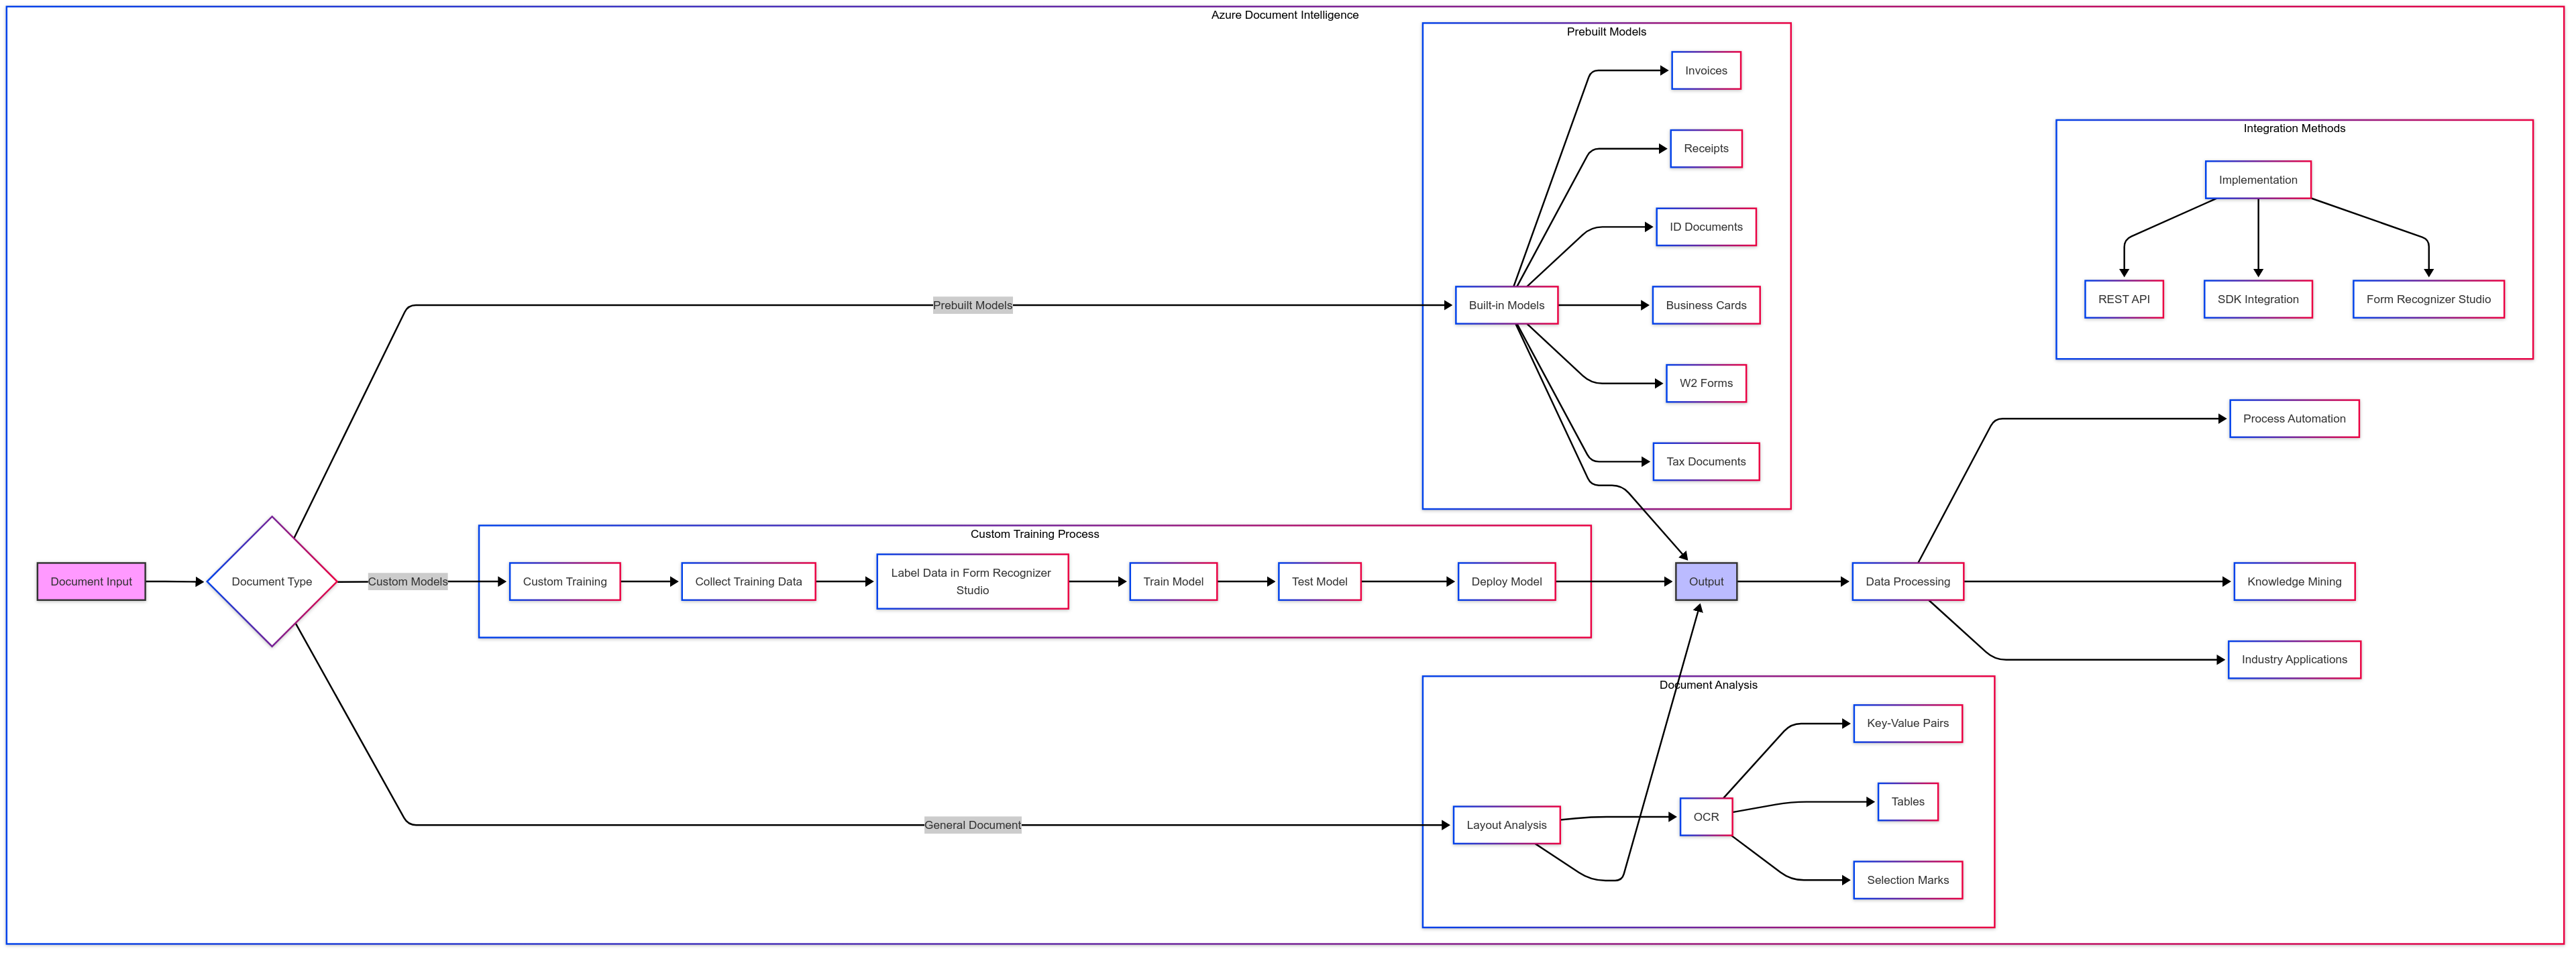 Azure Document Intelligence
Prebuilt Models
Invoices
Receipts
ID Documents
Built-in Models
Business Cards
W2 Forms
Tax Documents
Integration Methods
Implementation
REST API
SDK Integration
Form Recognizer Studio
Prebuilt Models
Process Automation
Custom Training Process
Document Input
Document Type
Custom Models
Custom Training
Collect Training Data
Label Data in Form Recognizer
Studio
Train Model
Test Model
Deploy Model
Output
Data Processing
Knowledge Mining
Industry Applications
Document Analysis
General Document
Layout Analysis
OCR
Key-Value Pairs
Tables
Selection Marks